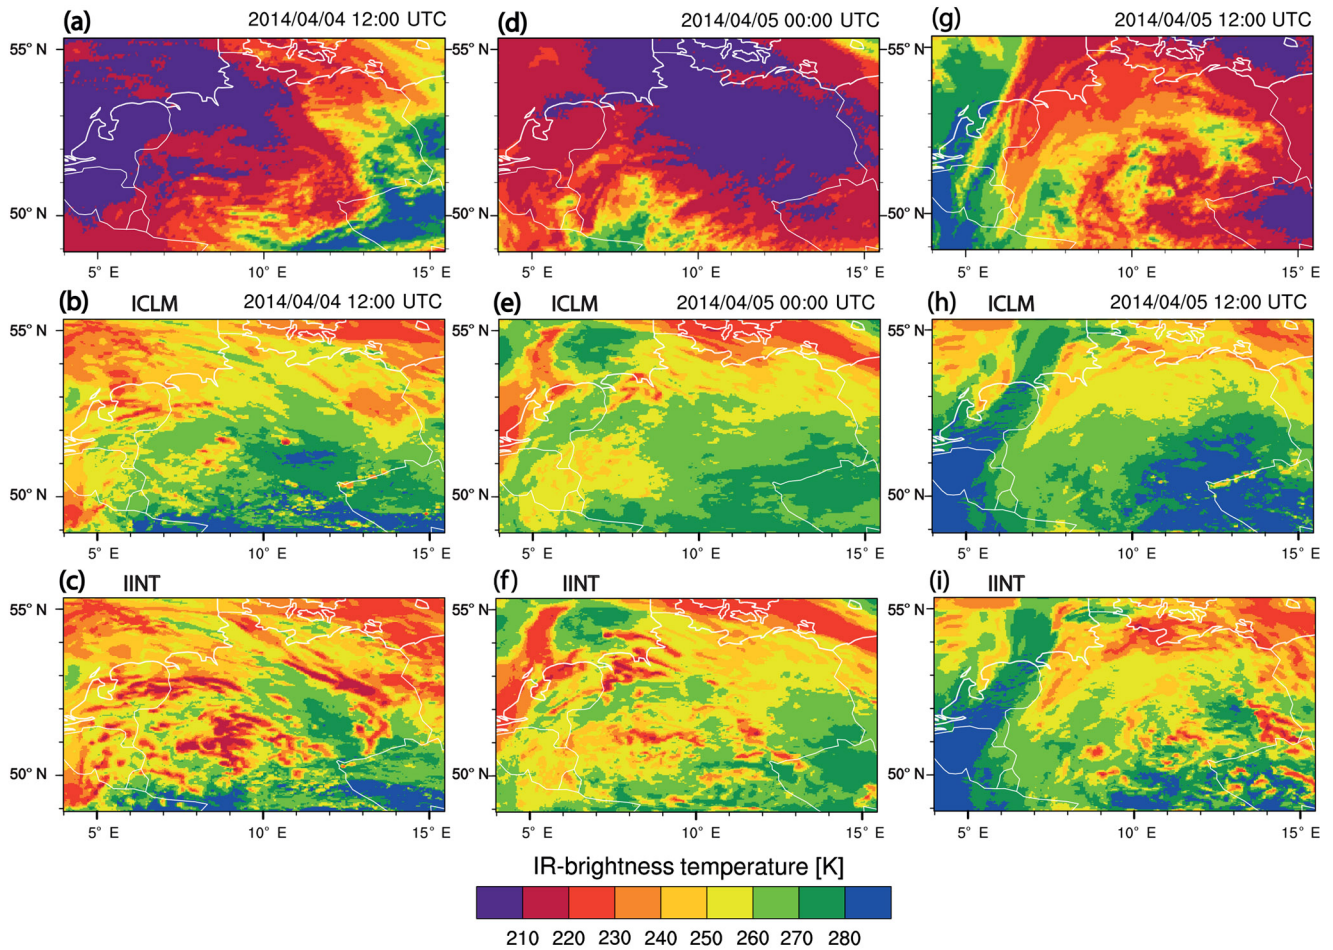 (a) 2014/04/04 12:00 UTC
(d) 2014/04/05 00:00 UTC
(g) 2014/04/05 12:00 UTC
55° N
50° N
5° E 10° E 15° E
55° N
50° N
5° E 10° E 15° E
55° N
50° N
5° E 10° E 15° E
(b) ICLM 2014/04/04 12:00 UTC
(e) ICLM 2014/04/05 00:00 UTC
(h) ICLM 2014/04/05 12:00 UTC
55° N
50° N
5° E 10° E 15° E
55° N
50° N
5° E 10° E 15° E
55° N
50° N
5° E 10° E 15° E
(c) IINT
(f) IINT
(i) IINT
55° N
50° N
5° E 10° E 15° E
55° N
50° N
5° E 10° E 15° E
55° N
50° N
5° E 10° E 15° E
IR-brightness temperature [K]
210 220 230 240 250 260 270 280